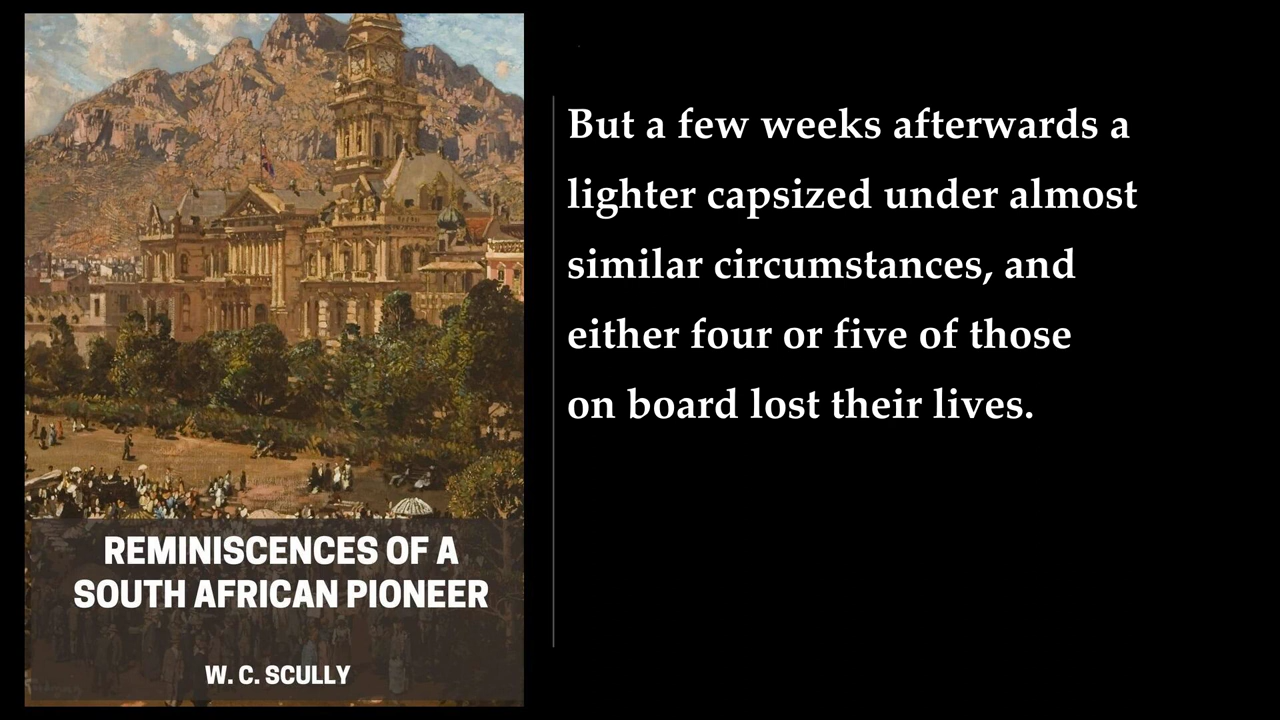 REMINISCENCES OF A
SOUTH AFRICAN PIONEER
W. C. SCULLY
But a few weeks afterwards a
lighter capsized under almost
similar circumstances, and
either four or five of those
on board lost their lives.